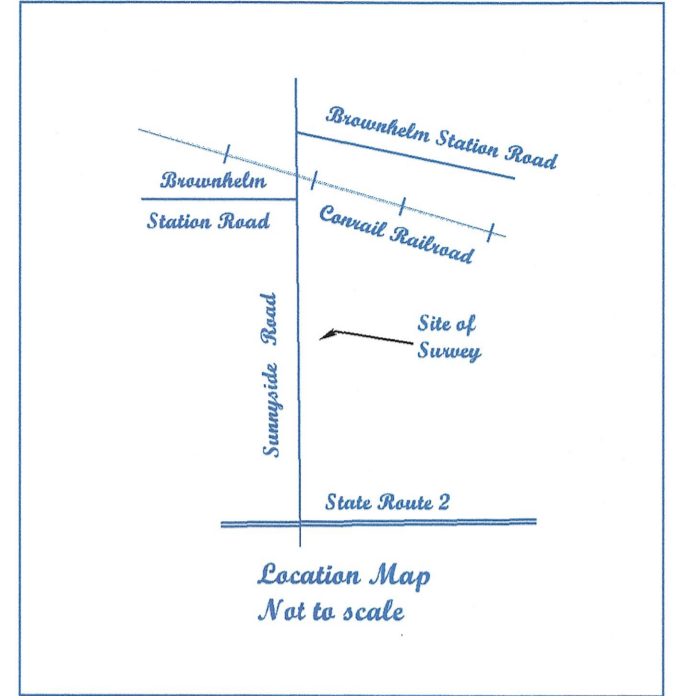 Brownhelm Station Road
Brownhelm
Station Road
Conrail Railroad
Sunnyside Road
Site of
Survey
State Route 2
Location Map
Not to scale